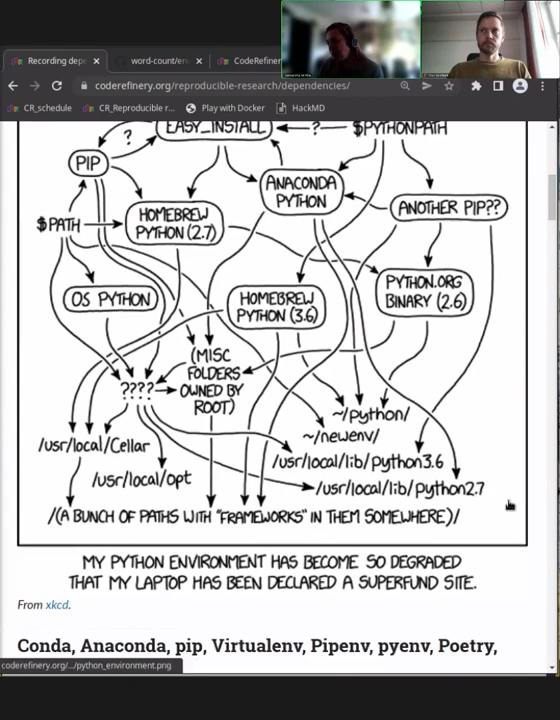 Recording depe
word-count/en
CodeRefiner
coderefinery.org/reproducible-research/dependencies/
CR_schedule
CR_Reproducible r...
Play with Docker
HackMD
EASY_INSTALL
?
$PYTHONPATH
?
PIP
ANACONDA
PYTHON
ANOTHER PIP??
$PATH
HOMEBREW
PYTHON (2.7)
PYTHON.ORG
BINARY (2.6)
OS PYTHON
HOMEBREW
PYTHON (3.6)
(MISC
FOLDERS
OWNED BY
ROOT)
????
~/python/
~/newenv/
/usr/local/Cellar
/usr/local/lib/python3.6
/usr/local/opt
/usr/local/lib/python2.7
/(A BUNCH OF PATHS WITH "FRAMEWORKS" IN THEM SOMEWHERE)/
MY PYTHON ENVIRONMENT HAS BECOME SO DEGRADED
THAT MY LAPTOP HAS BEEN DECLARED A SUPERFUND SITE.
From xkcd.
Conda, Anaconda, pip, Virtualenv, Pipenv, pyenv, Poetry,
coderefinery.org/.../python_environment.png